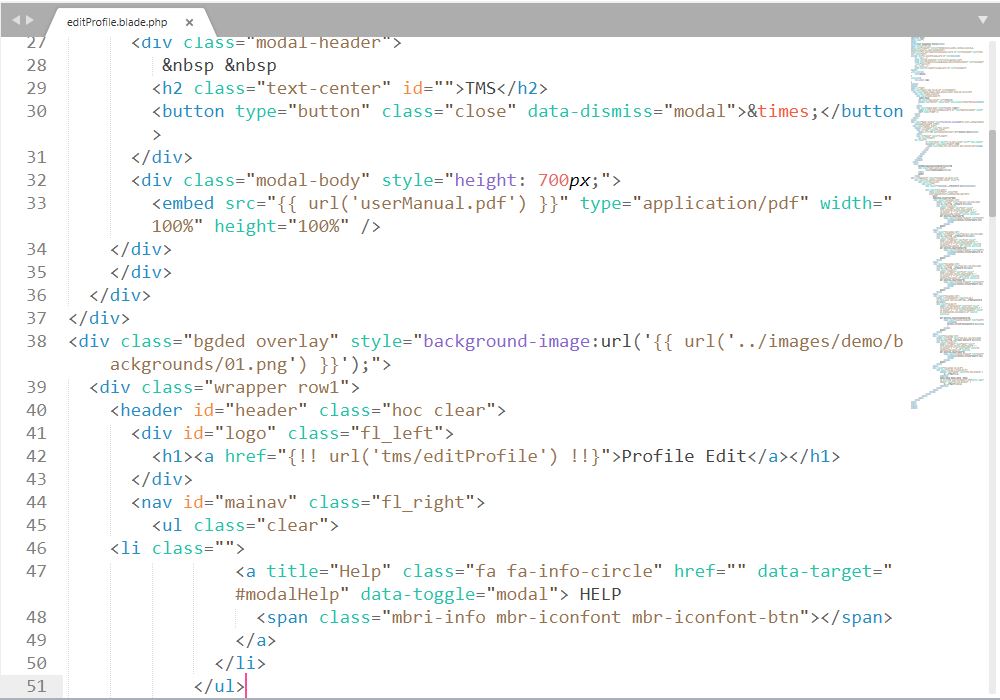 editProfile.blade.php ×
27 <div class="modal-header">
28 &nbsp &nbsp
29 <h2 class="text-center" id="">TMS</h2>
30 <button type="button" class="close" data-dismiss="modal">&times;</button
>
31 </div>
32 <div class="modal-body" style="height: 700px;">
33 <embed src="{{ url('userManual.pdf') }}" type="application/pdf" width="
100%" height="100%" />
34 </div>
35 </div>
36 </div>
37 </div>
38 <div class="bgded overlay" style="background-image:url('{{ url('../images/demo/b
ackgrounds/01.png') }}');">
39 <div class="wrapper row1">
40 <header id="header" class="hoc clear">
41 <div id="logo" class="fl_left">
42 <h1><a href="{!! url('tms/editProfile') !!}">Profile Edit</a></h1>
43 </div>
44 <nav id="mainav" class="fl_right">
45 <ul class="clear">
46 <li class="">
47 <a title="Help" class="fa fa-info-circle" href="" data-target="
#modalHelp" data-toggle="modal"> HELP
48 <span class="mbri-info mbr-iconfont mbr-iconfont-btn"></span>
49 </a>
50 </li>
51 </ul>